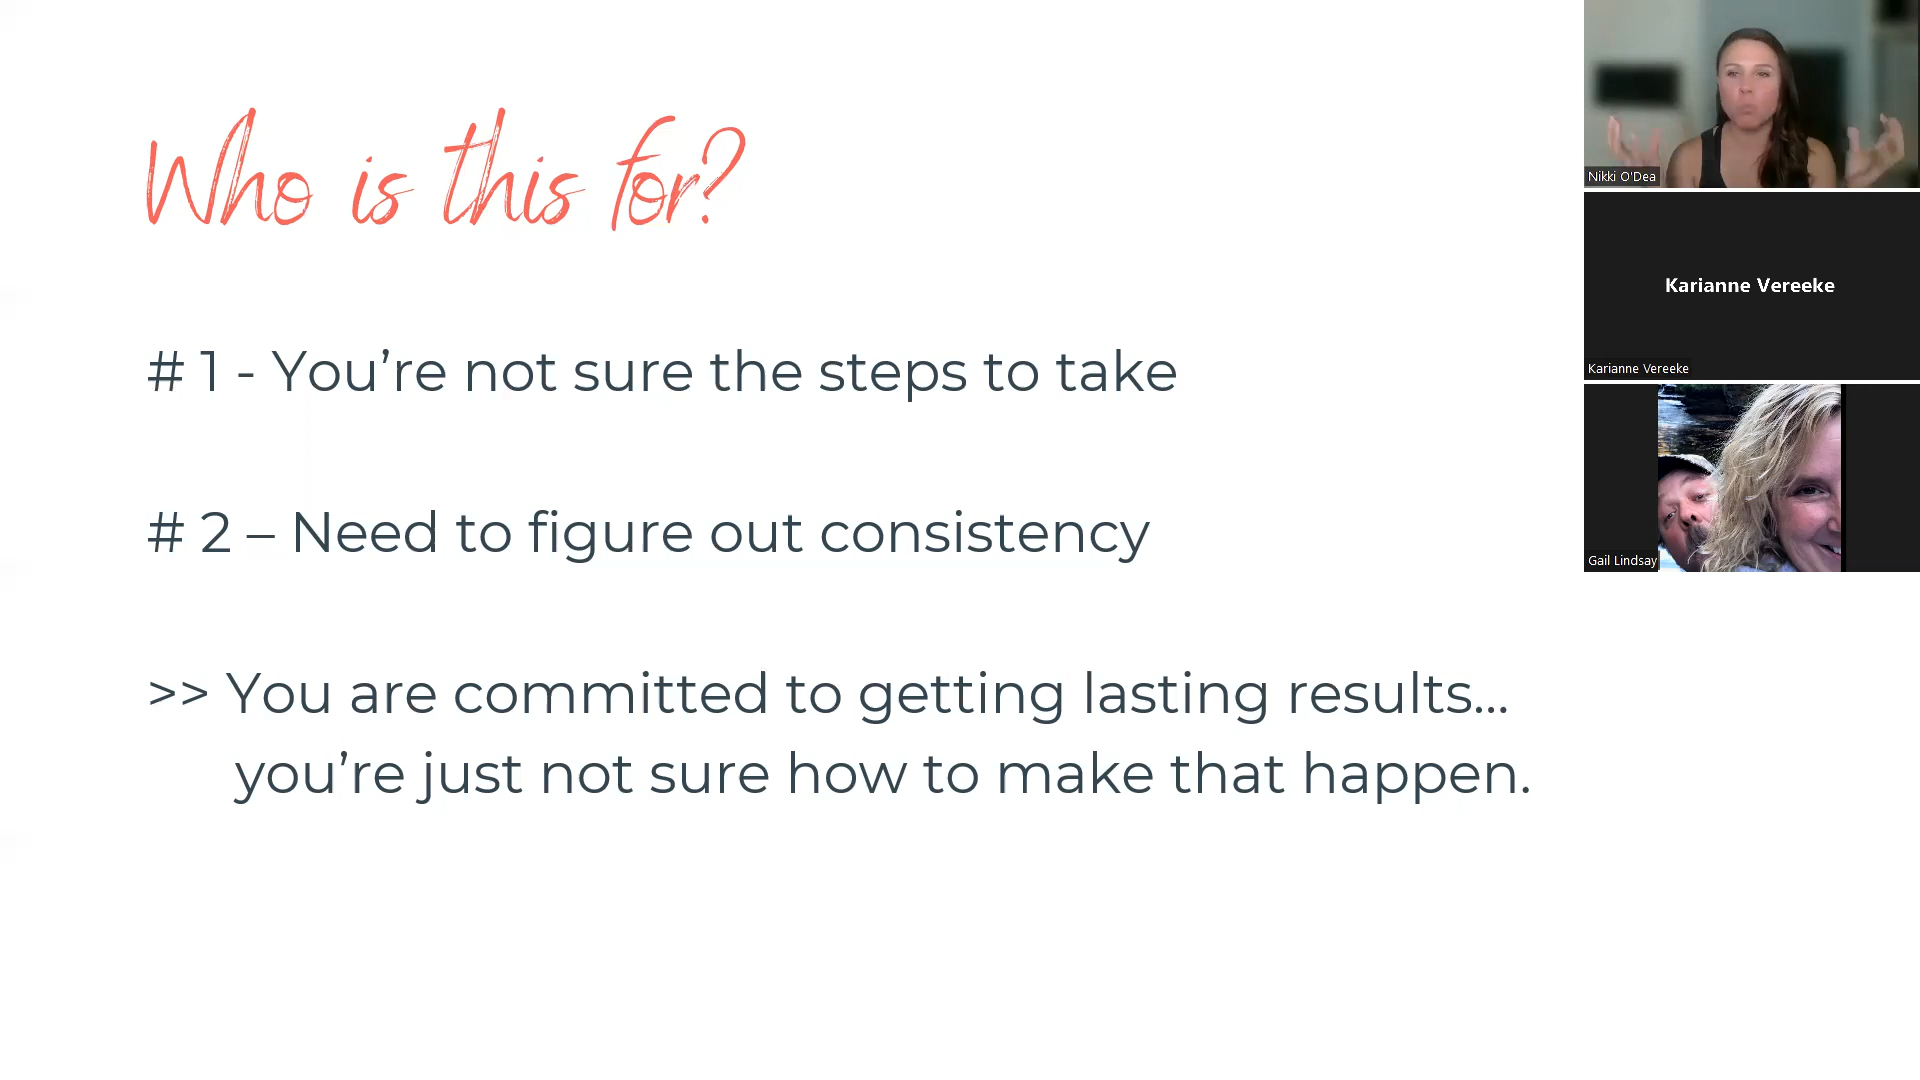 Who is this for?
# 1 - You’re not sure the steps to take
# 2 – Need to figure out consistency
>> You are committed to getting lasting results...
you’re just not sure how to make that happen.
Nikki O'Dea
Karianne Vereeke
Karianne Vereeke
Gail Lindsay